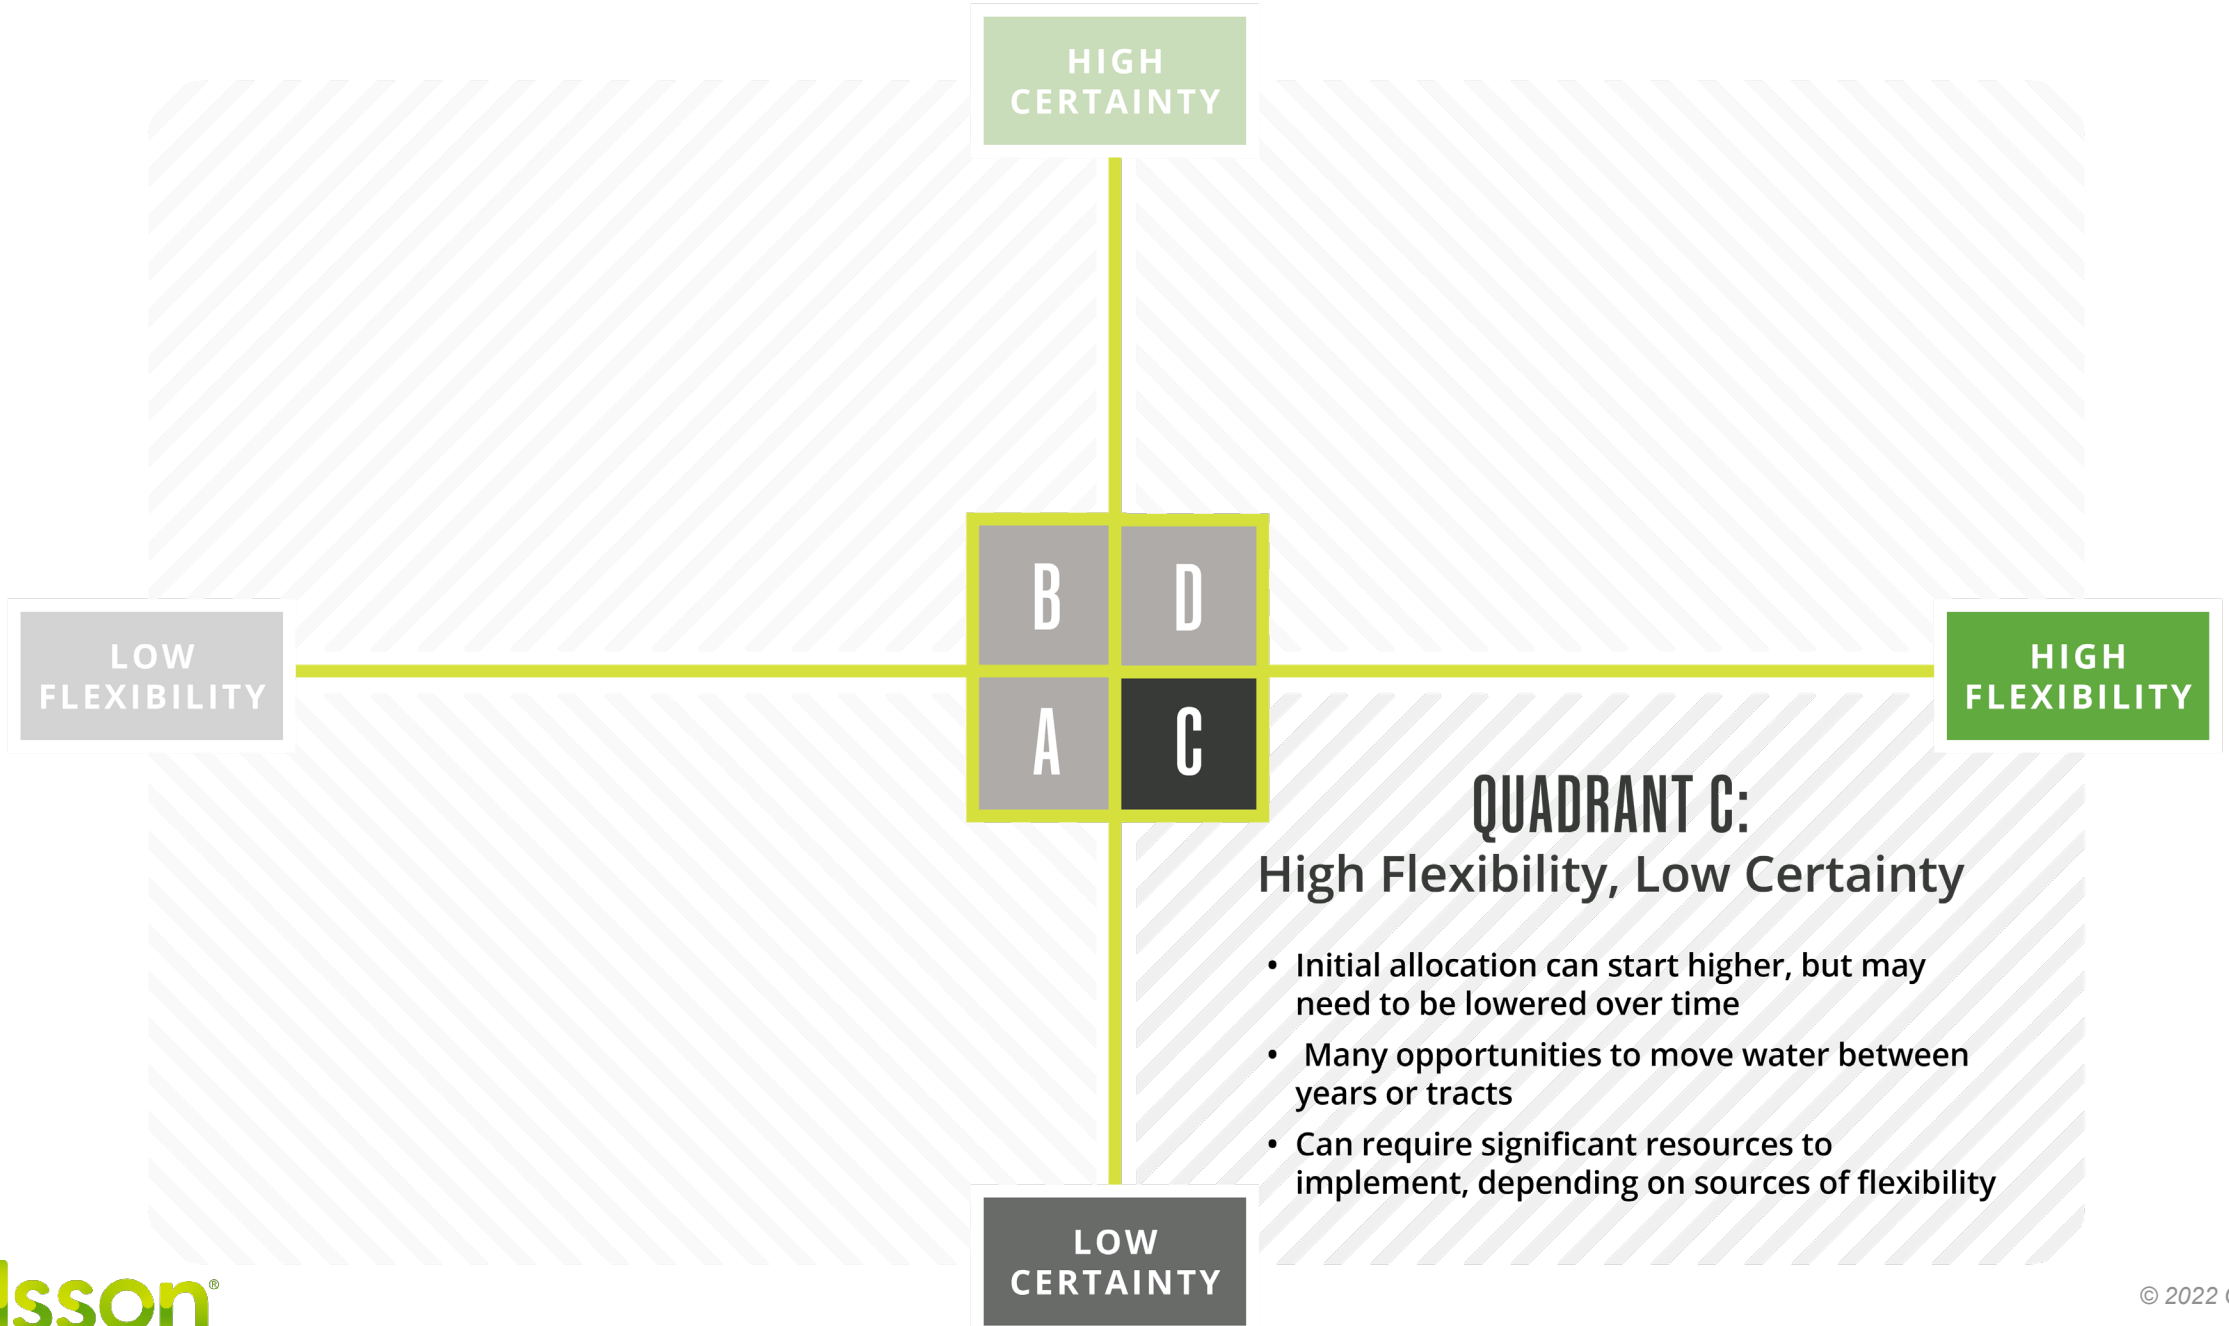 HIGH
CERTAINTY
B
D
LOW
FLEXIBILITY
HIGH
FLEXIBILITY
A
C
QUADRANT C:
High Flexibility, Low Certainty
• Initial allocation can start higher, but may
need to be lowered over time
• Many opportunities to move water between
years or tracts
• Can require significant resources to
implement, depending on sources of flexibility
LOW
CERTAINTY
lsson®
© 2022